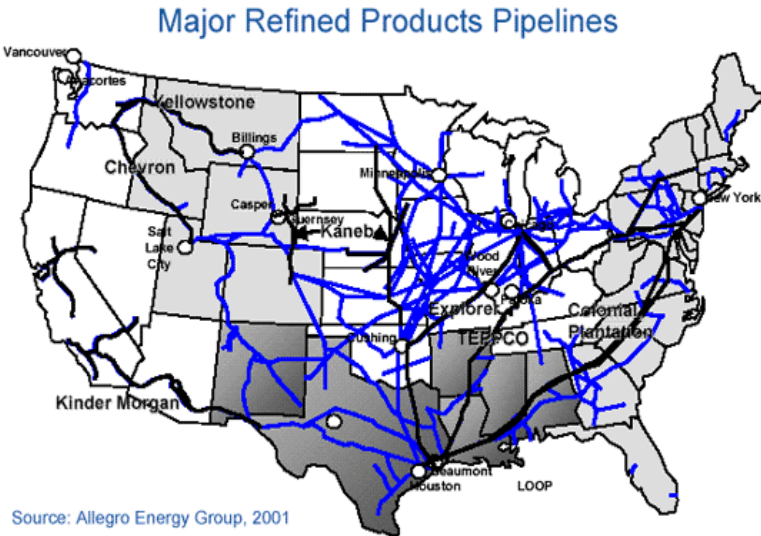 Major Refined Products Pipelines
Vancouver
Anacortes
Yellowstone
Billings
Chevron
Minneapolis
Casper
Guernsey
New York
Kaneb
Chicago
Salt
Lake
City
Wood
River
Patoka
Explorer
Colonial
Plantation
TEPPCO
Cushing
Kinder Morgan
Beaumont
Houston
LOOP
Source: Allegro Energy Group, 2001